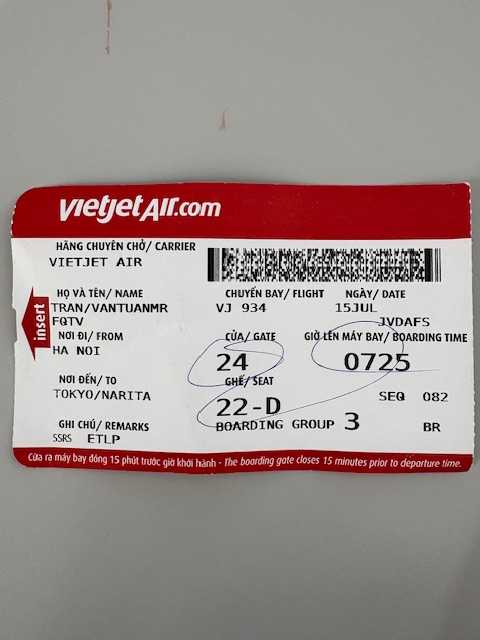 vietjetAir.com
HÃNG CHUYÊN CHỞ/ CARRIER
VIETJET AIR
HỌ VÀ TÊN/ NAME
TRAN/VANTUANMR
FQTV
CHUYẾN BAY/ FLIGHT NGÀY/ DATE
VJ 934 15JUL
JVDAFS
insert
NƠI ĐI/ FROM
HA NOI
CỬA/ GATE GIỜ LÊN MÁY BAY/ BOARDING TIME
24 0725
NƠI ĐẾN/ TO
TOKYO/NARITA
GHẾ/ SEAT
22-D SEQ 082
GHI CHÚ/ REMARKS
SSRS ETLP
BOARDING GROUP 3 BR
Cửa ra máy bay đóng 15 phút trước giờ khởi hành - The boarding gate closes 15 minutes prior to departure time.